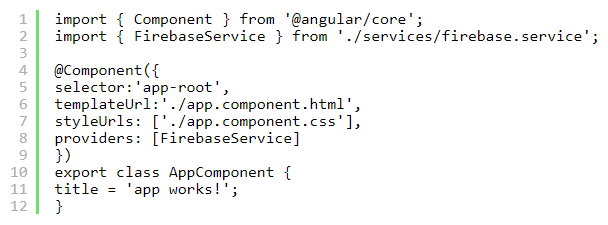 1 import { Component } from '@angular/core';
2 import { FirebaseService } from './services/firebase.service';
3
4 @Component({
5 selector:'app-root',
6 templateUrl:'./app.component.html',
7 styleUrls: ['./app.component.css'],
8 providers: [FirebaseService]
9 })
10 export class AppComponent {
11 title = 'app works!';
12 }